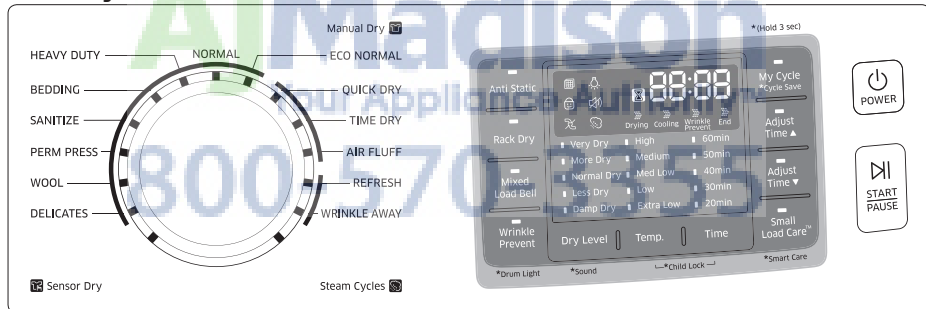 AJMadison
Your Appliance Authority
800 570 3355
Manual Dry
HEAVY DUTY
NORMAL
ECO NORMAL
BEDDING
QUICK DRY
SANITIZE
TIME DRY
PERM PRESS
AIR FLUFF
WOOL
REFRESH
DELICATES
WRINKLE AWAY
Sensor Dry
Steam Cycles
*(Hold 3 sec)
Anti Static
88:88
My Cycle
*Cycle Save
Drying Cooling Wrinkle Prevent End
Rack Dry
Adjust
Time ▲
Very Dry High 60min
More Dry Medium 50min
Normal Dry Med Low 40min
Less Dry Low 30min
Damp Dry Extra Low 20min
Mixed
Load Bell
Adjust
Time ▼
Wrinkle
Prevent
Dry Level Temp. Time
Small
Load Care™
*Drum Light *Sound *Child Lock *Smart Care
POWER
START
PAUSE